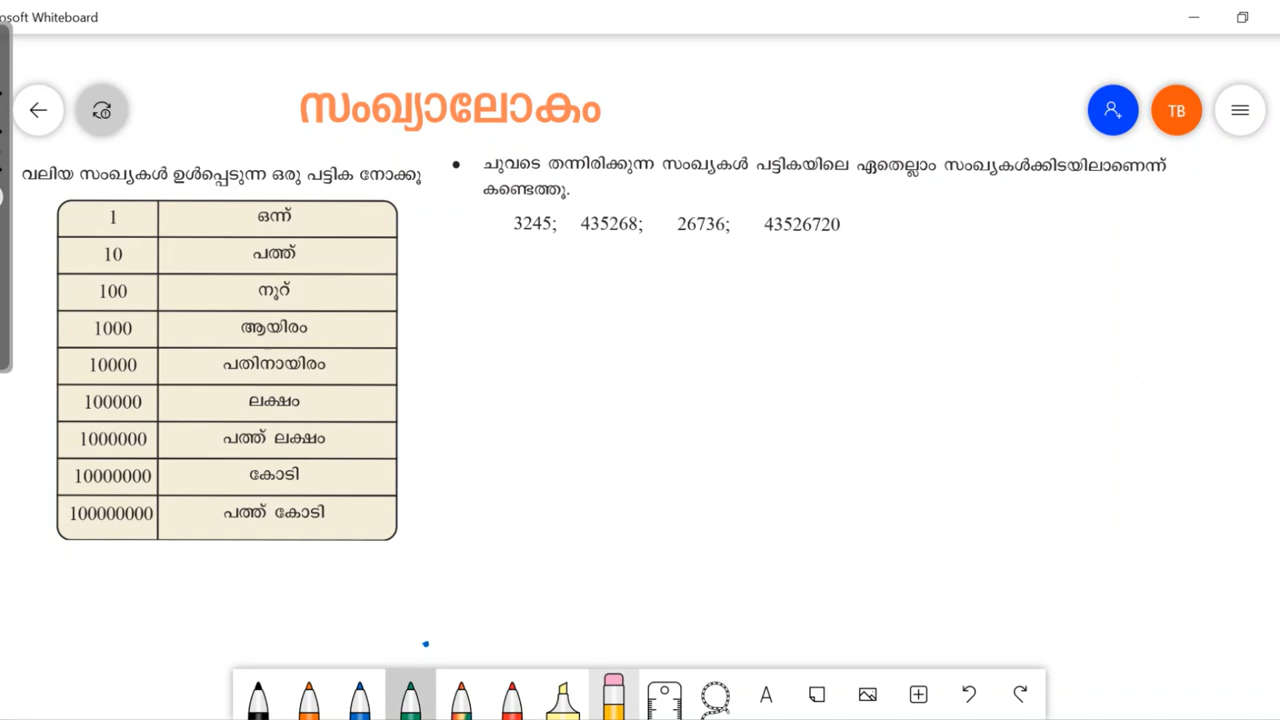 osoft Whiteboard
സംഖ്യാലോകം
TB
വലിയ സംഖ്യകൾ ഉൾപ്പെടുന്ന ഒരു പട്ടിക നോക്കൂ
1 ഒന്ന്
10 പത്ത്
100 നൂറ്
1000 ആയിരം
10000 പതിനായിരം
100000 ലക്ഷം
1000000 പത്ത് ലക്ഷം
10000000 കോടി
100000000 പത്ത് കോടി
• ചുവടെ തന്നിരിക്കുന്ന സംഖ്യകൾ പട്ടികയിലെ ഏതെല്ലാം സംഖ്യകൾക്കിടയിലാണെന്ന്
കണ്ടെത്തൂ.
3245; 435268; 26736; 43526720
A